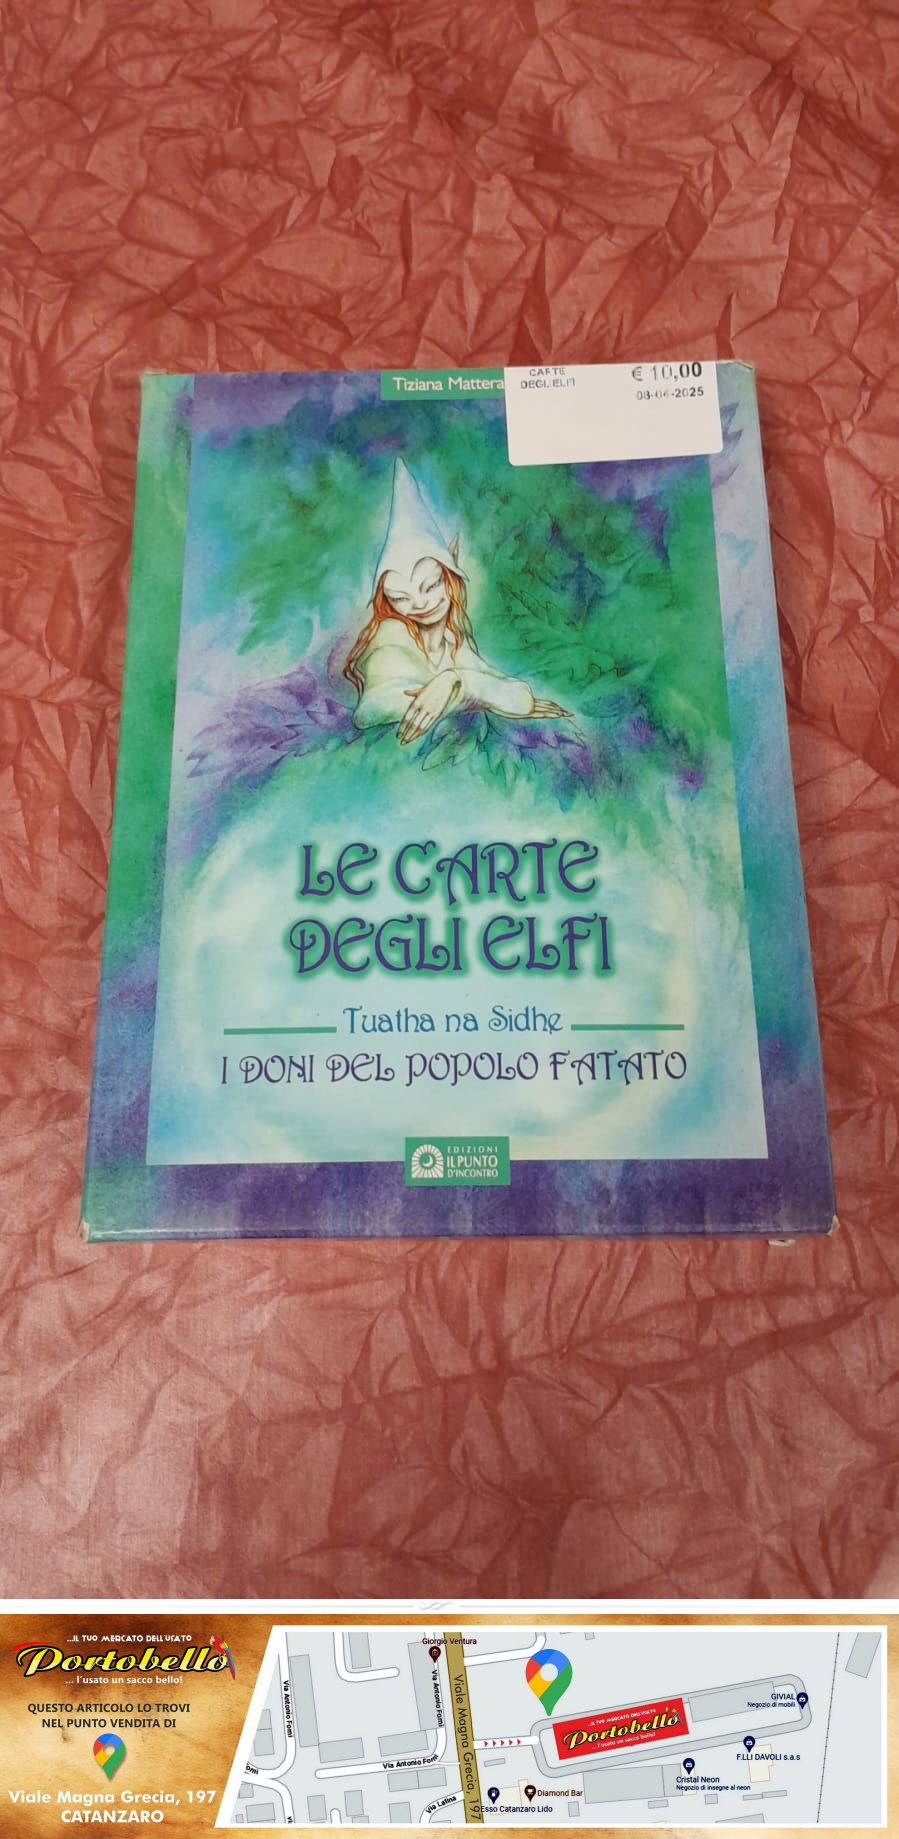 Tiziana Mattera
CARTE
DEGLI ELFI
€ 10,00
08-04-2025
LE CARTE
DEGLI ELFI
Tuatha na Sidhe
I DONI DEL POPOLO FATATO
EDIZIONI
IL PUNTO
D'INCONTRO
...IL TUO MERCATO DELL'USATO
Portobello
... l'usato un sacco bello!
QUESTO ARTICOLO LO TROVI
NEL PUNTO VENDITA DI
Viale Magna Grecia, 197
CATANZARO
Giorgio Ventura
Via Antonio Forni
Via Antonio Forni
Viale Magna Grecia, 197
...IL TUO MERCATO DELL'USATO
Portobello
... l'usato un sacco bello!
GIVIAL
Negozio di mobili
F.LLI DAVOLI s.a.s
Cristal Neon
Negozio di insegne al neon
Via Antonio Forni
Diamond Bar
Esso Catanzaro Lido
Via Latina